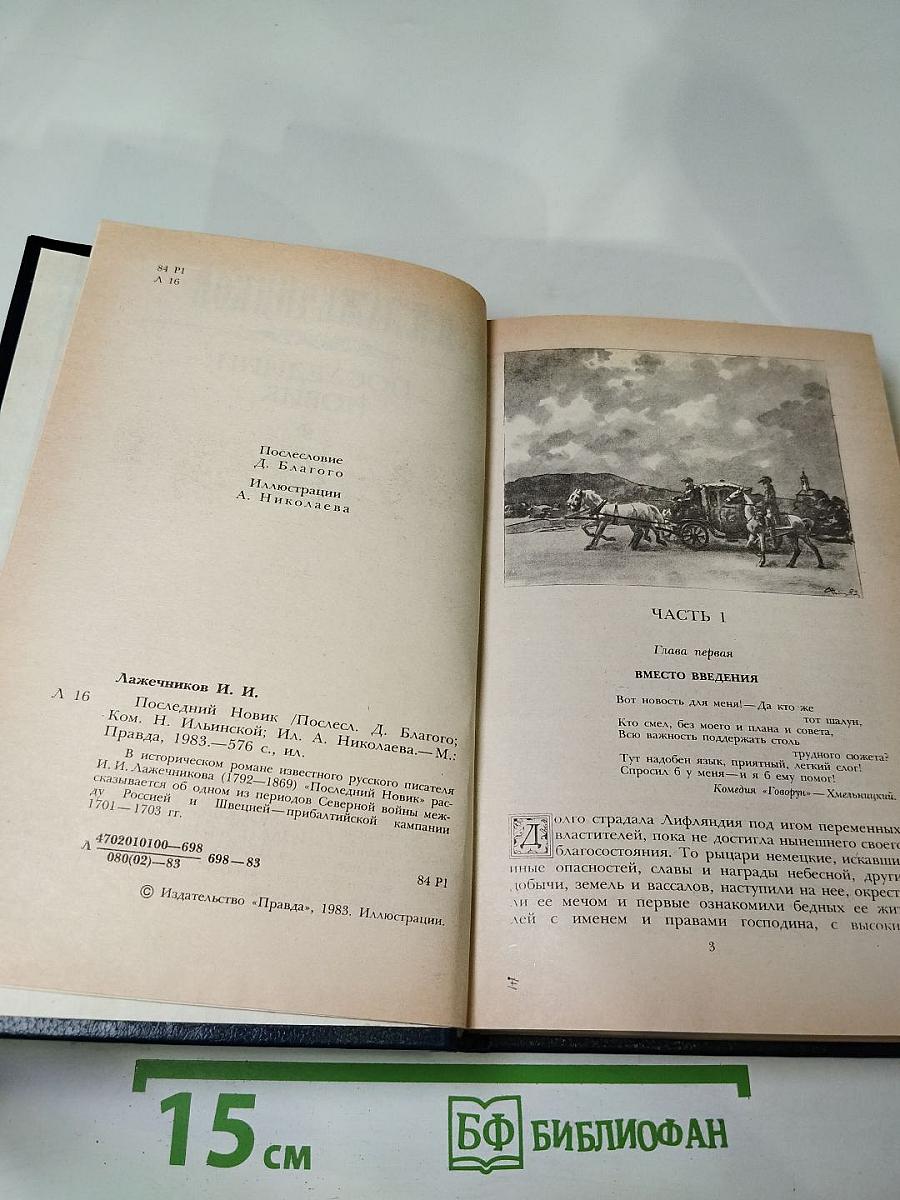 84 Р1
Л 16
Послесловие
Д. Благого
Иллюстрации
А. Николаева
Лажечников И. И.
Л 16
Последний Новик /Послесл. Д. Благого;
Ком. Н. Ильинской; Ил. А. Николаева.—М.:
Правда, 1983.—576 с., ил.
В историческом романе известного русского писателя
И. И. Лажечникова (1792—1869) «Последний Новик» рас-
сказывается об одном из периодов Северной войны меж-
ду Россией и Швецией—прибалтийской кампании
1701—1703 гг.
Л 4702010100—698
080(02)—83
698—83
84 Р1
© Издательство «Правда», 1983. Иллюстрации.
ЧАСТЬ 1
Глава первая
ВМЕСТО ВВЕДЕНИЯ
Вот новость для меня!—Да кто же
тот шалун,
Кто смел, без моего и плана и совета,
Всю важность поддержать столь
трудного сюжета?
Тут надобен язык, приятный, легкий слог!
Спросил б у меня—и я б ему помог!
Комедия «Говорун»—Хмельницкий.
Долго страдала Лифляндия под игом переменных
властителей, пока не достигла нынешнего своего
благосостояния. То рыцари немецкие, искавши
иные опасностей, славы и награды небесной, други
добычи, земель и вассалов, наступили на нее, окрест
ли ее мечом и первые ознакомили бедных ее жит
лей с именем и правами господина, с высоки
3
15 см
БФ БИБЛИОФАН